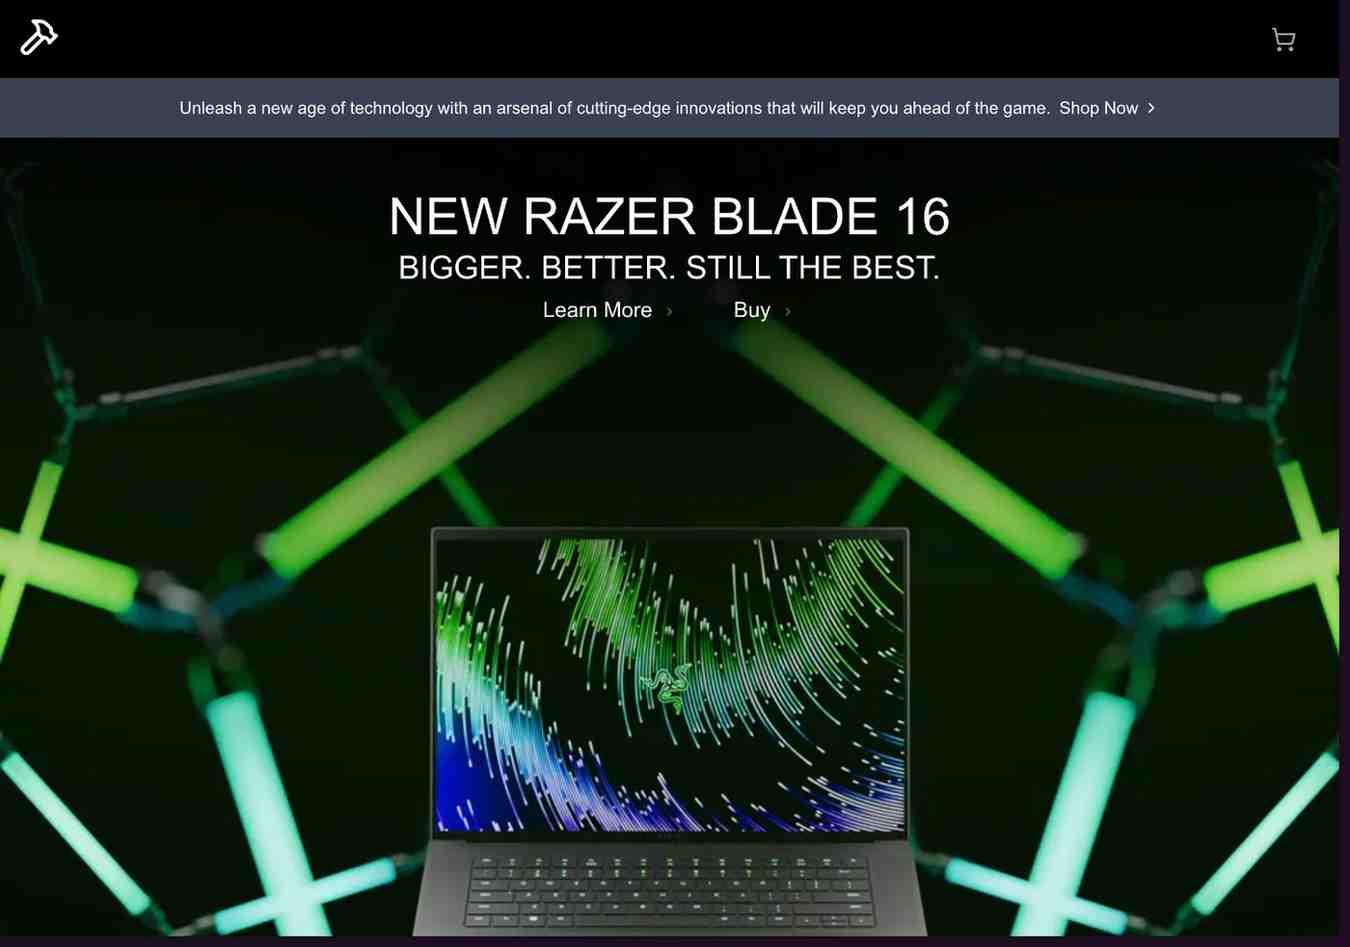 Unleash a new age of technology with an arsenal of cutting-edge innovations that will keep you ahead of the game. Shop Now
NEW RAZER BLADE 16
BIGGER. BETTER. STILL THE BEST.
Learn More
Buy